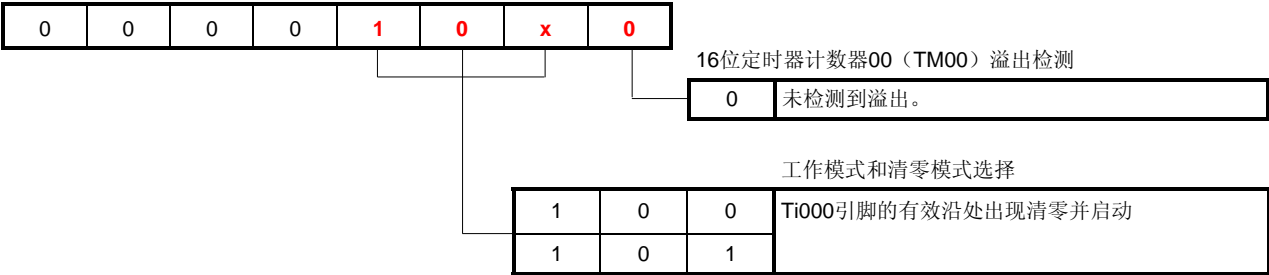 0 0 0 0 1 0 x 0
16位定时器计数器00（TM00）溢出检测
0 未检测到溢出。
工作模式和清零模式选择
1 0 0 Ti000引脚的有效沿处出现清零并启动
1 0 1